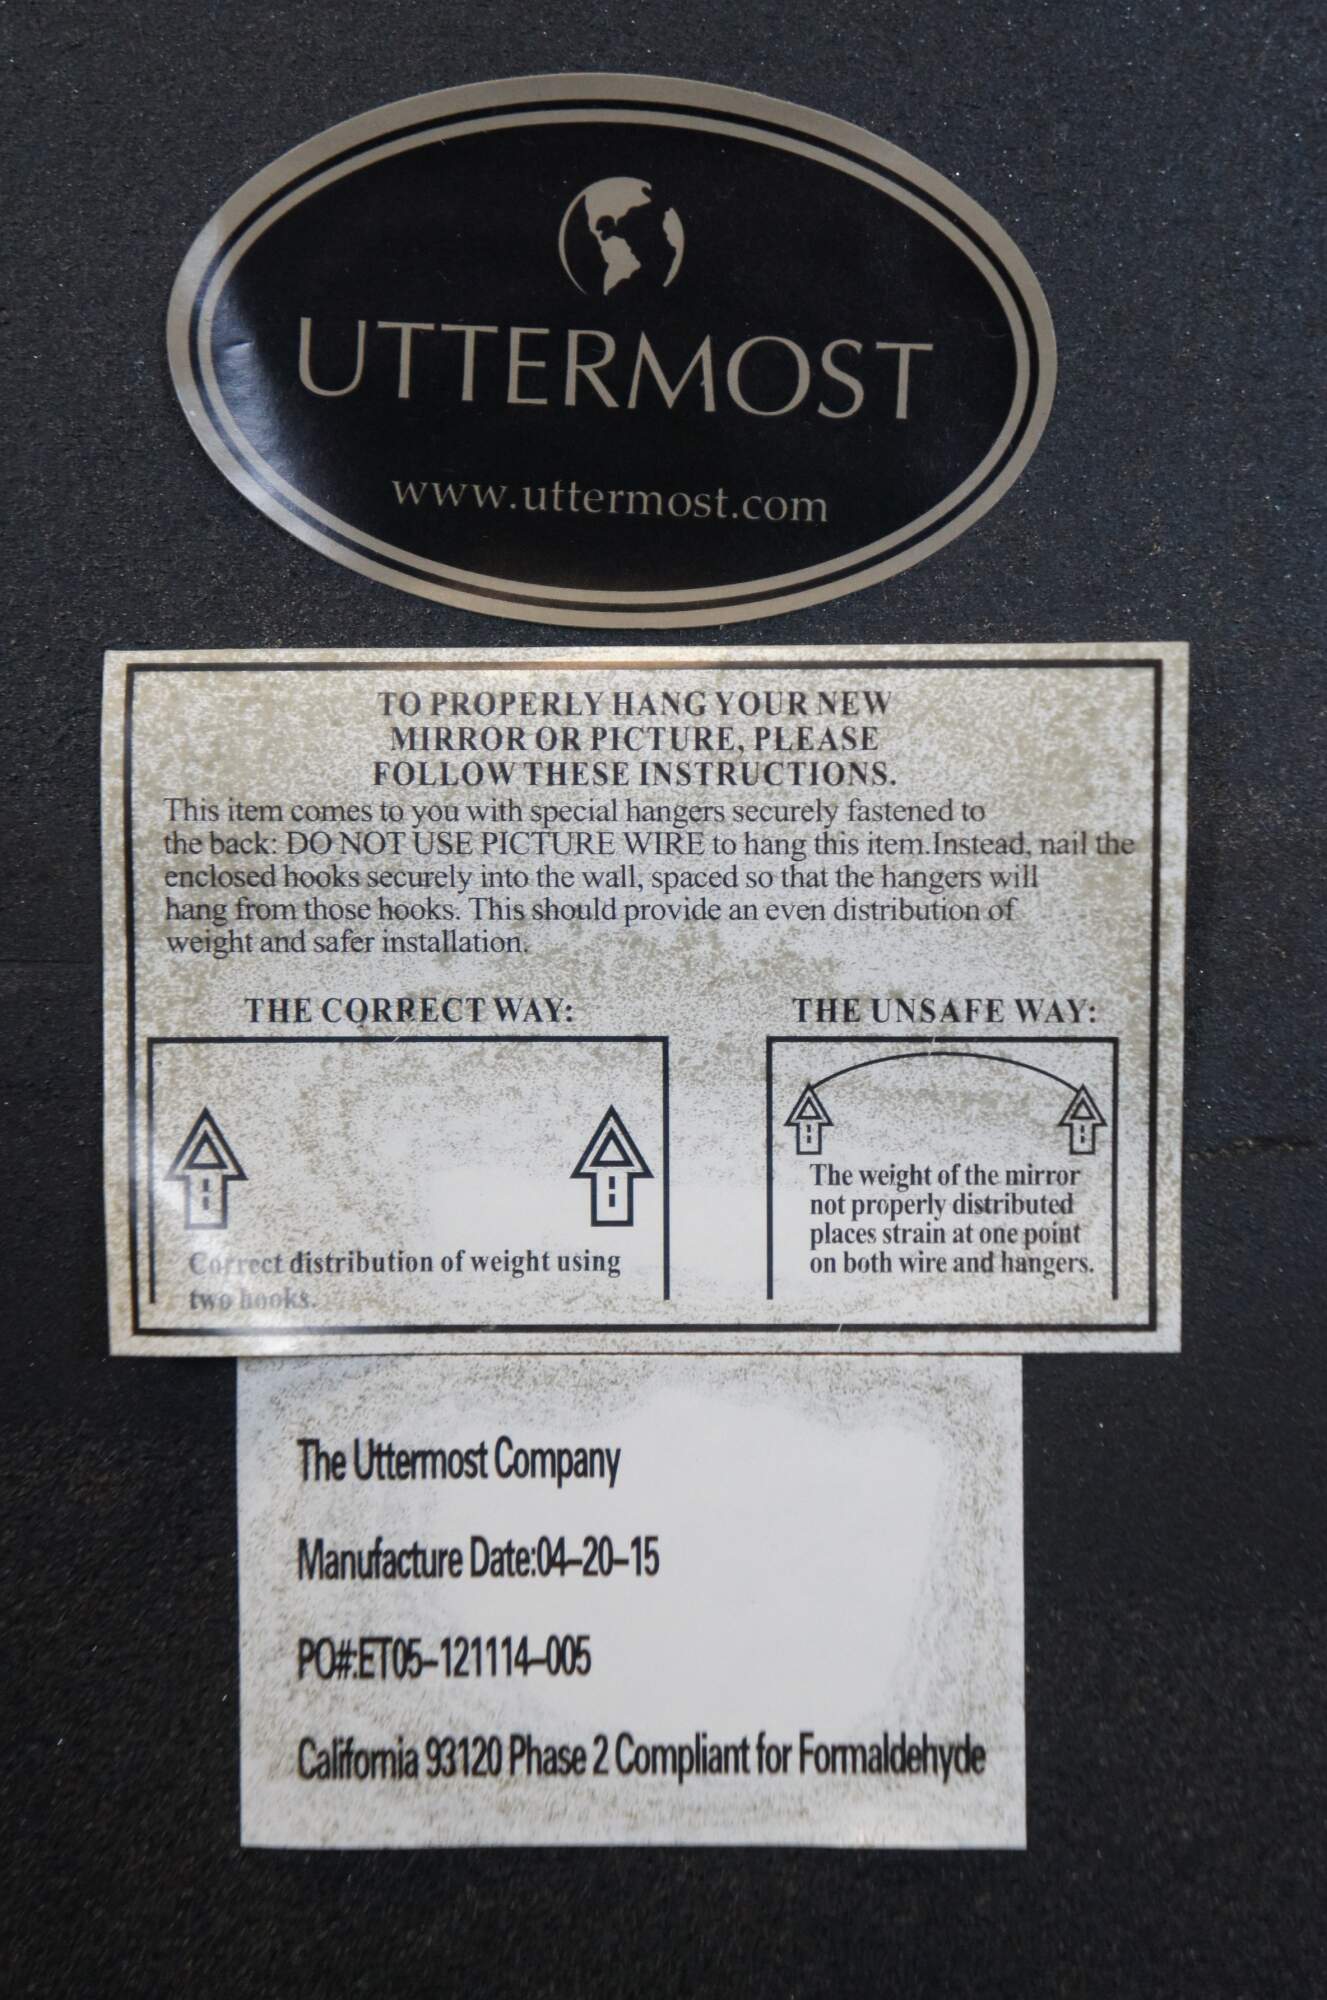 UTTERMOST
www.uttermost.com
TO PROPERLY HANG YOUR NEW
MIRROR OR PICTURE, PLEASE
FOLLOW THESE INSTRUCTIONS.
This item comes to you with special hangers securely fastened to
the back: DO NOT USE PICTURE WIRE to hang this item.Instead, nail the
enclosed hooks securely into the wall, spaced so that the hangers will
hang from those hooks. This should provide an even distribution of
weight and safer installation.
THE CORRECT WAY:
Correct distribution of weight using
two hooks.
THE UNSAFE WAY:
The weight of the mirror
not properly distributed
places strain at one point
on both wire and hangers.
The Uttermost Company
Manufacture Date:04-20-15
PO#:ET05-121114-005
California 93120 Phase 2 Compliant for Formaldehyde